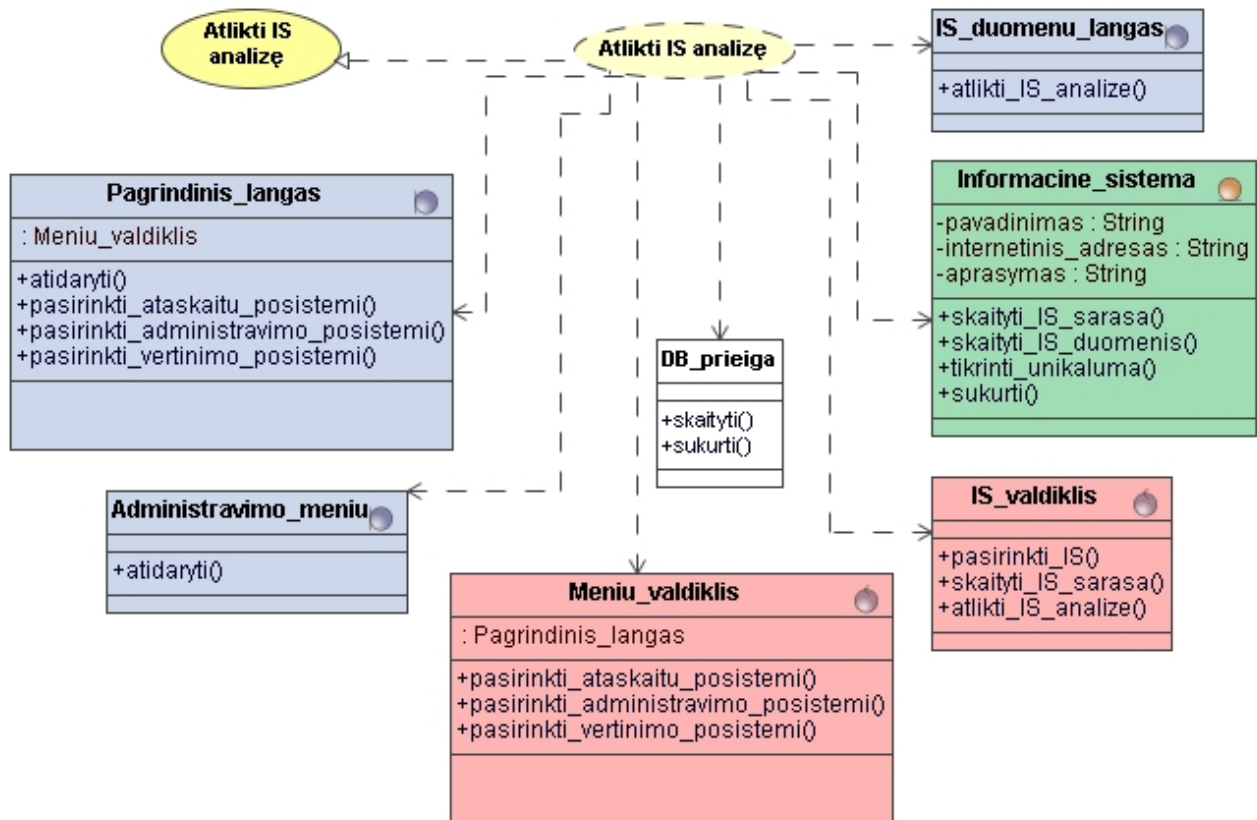 Atlikti IS
analizę
Atlikti IS analizę
IS_duomenu_langas
+atlikti_IS_analize()
Pagrindinis_langas
: Meniu_valdiklis
+atidaryti()
+pasirinkti_ataskaitu_posistemi()
+pasirinkti_administravimo_posistemi()
+pasirinkti_vertinimo_posistemi()
Informacine_sistema
-pavadinimas : String
-internetinis_adresas : String
-aprasymas : String
+skaityti_IS_sarasa()
+skaityti_IS_duomenis()
+tikrinti_unikaluma()
+sukurti()
DB_prieiga
+skaityti()
+sukurti()
Administravimo_meniu
+atidaryti()
IS_valdiklis
+pasirinkti_IS()
+skaityti_IS_sarasa()
+atlikti_IS_analize()
Meniu_valdiklis
: Pagrindinis_langas
+pasirinkti_ataskaitu_posistemi()
+pasirinkti_administravimo_posistemi()
+pasirinkti_vertinimo_posistemi()